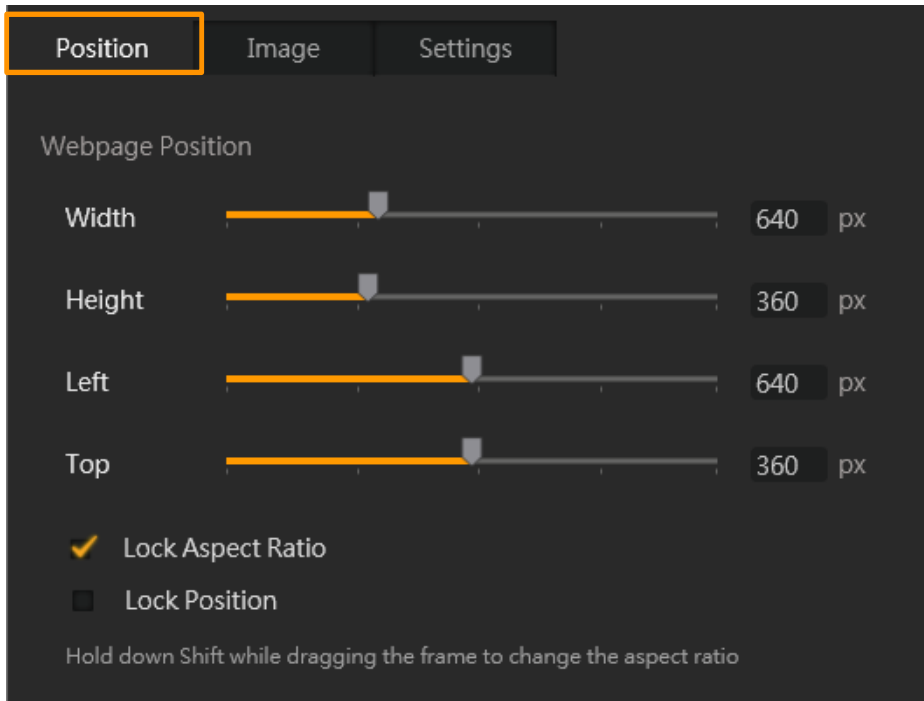 Position Image Settings
Webpage Position
Width 640 px
Height 360 px
Left 640 px
Top 360 px
Lock Aspect Ratio
Lock Position
Hold down Shift while dragging the frame to change the aspect ratio